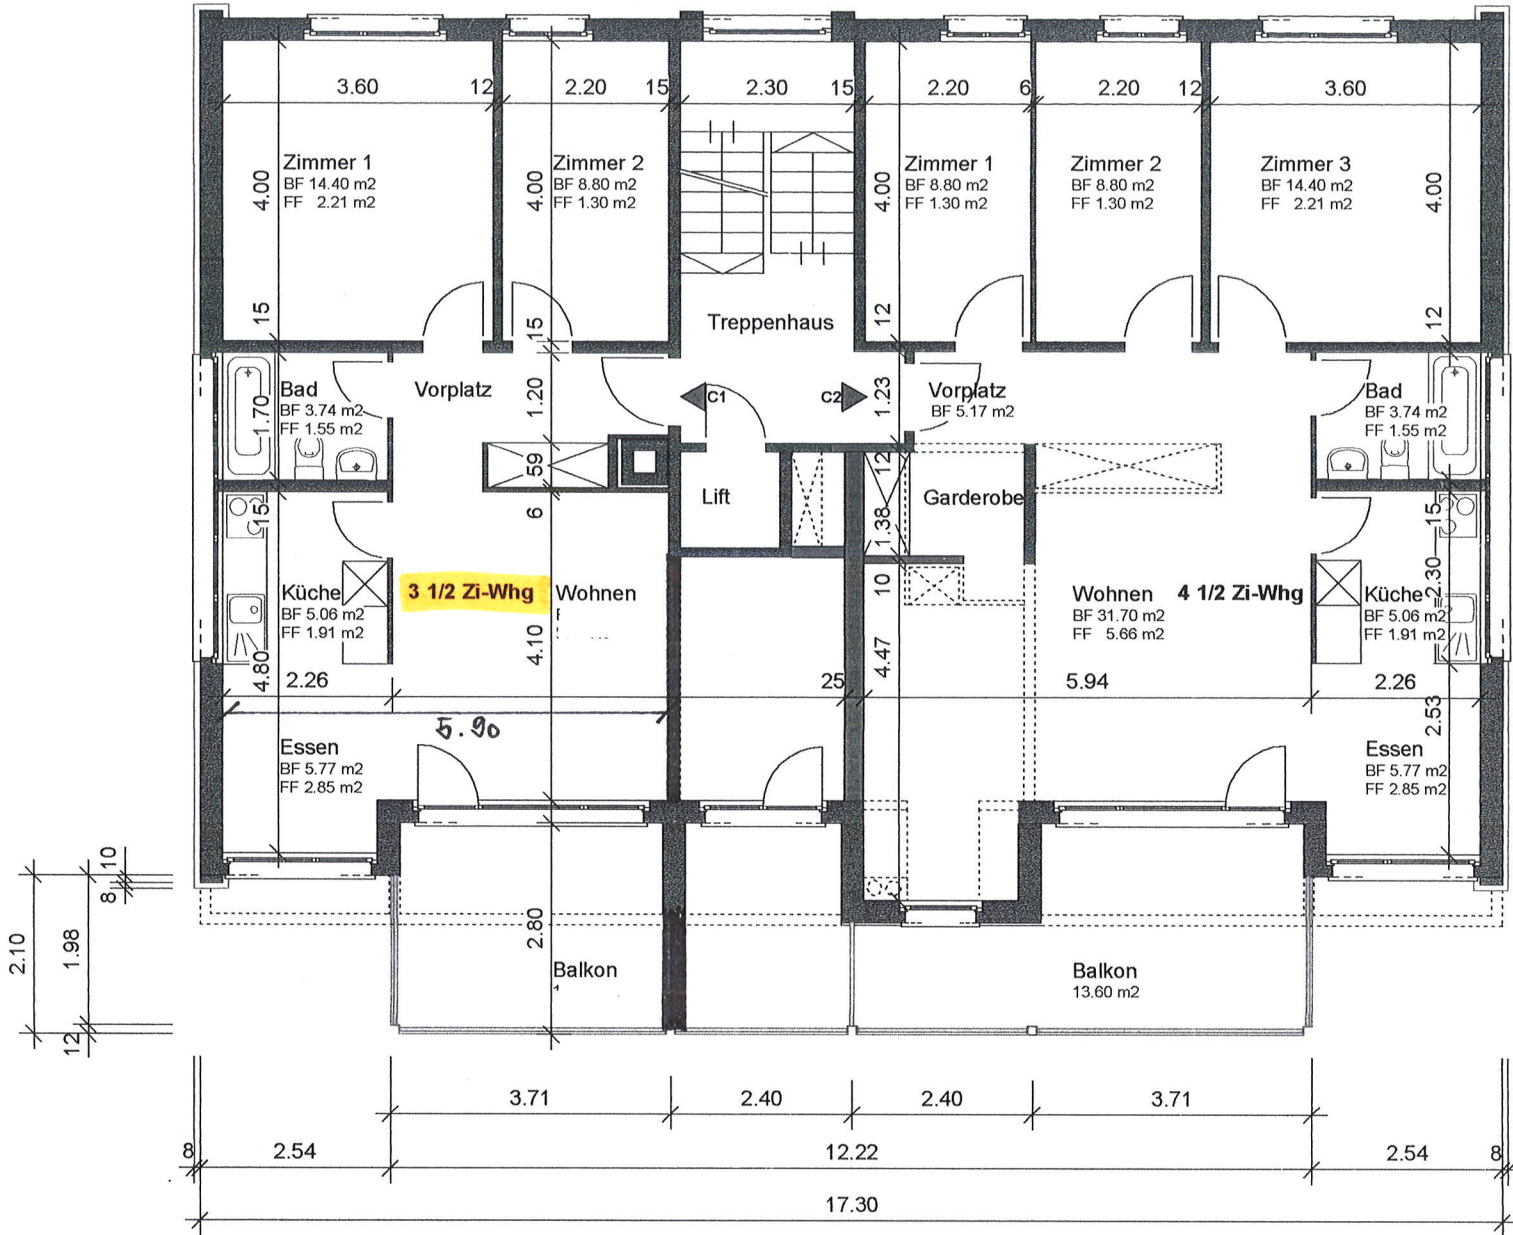 3.60
12
2.20
15
2.30
15
2.20
6
2.20
12
3.60
Zimmer 1
BF 14.40 m2
FF 2.21 m2
4.00
Zimmer 2
BF 8.80 m2
FF 1.30 m2
4.00
Zimmer 1
BF 8.80 m2
FF 1.30 m2
4.00
Zimmer 2
BF 8.80 m2
FF 1.30 m2
Zimmer 3
BF 14.40 m2
FF 2.21 m2
4.00
15
15
Treppenhaus
12
12
Bad
BF 3.74 m2
FF 1.55 m2
1.70
Vorplatz
1.20
C1
C2
1.23
Vorplatz
BF 5.17 m2
Bad
BF 3.74 m2
FF 1.55 m2
59
12
15
6
Lift
1.38
Garderobe
15
Küche
BF 5.06 m2
FF 1.91 m2
3 1/2 Zi-Whg
Wohnen
10
Wohnen
BF 31.70 m2
FF 5.66 m2
4 1/2 Zi-Whg
Küche
BF 5.06 m2
FF 1.91 m2
2.30
4.80
4.10
4.47
2.26
25
5.94
2.26
5.90
2.53
Essen
BF 5.77 m2
FF 2.85 m2
Essen
BF 5.77 m2
FF 2.85 m2
10
8
2.10
1.98
12
2.80
Balkon
Balkon
13.60 m2
3.71
2.40
2.40
3.71
8
2.54
12.22
2.54
8
17.30